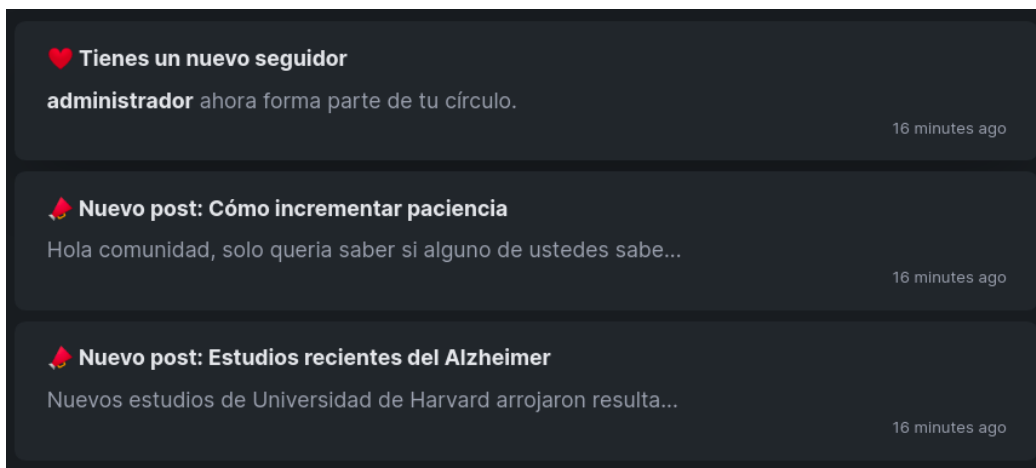 ❤️ Tienes un nuevo seguidor
administrador ahora forma parte de tu círculo.
16 minutes ago
📣 Nuevo post: Cómo incrementar paciencia
Hola comunidad, solo queria saber si alguno de ustedes sabe...
16 minutes ago
📣 Nuevo post: Estudios recientes del Alzheimer
Nuevos estudios de Universidad de Harvard arrojaron resulta...
16 minutes ago